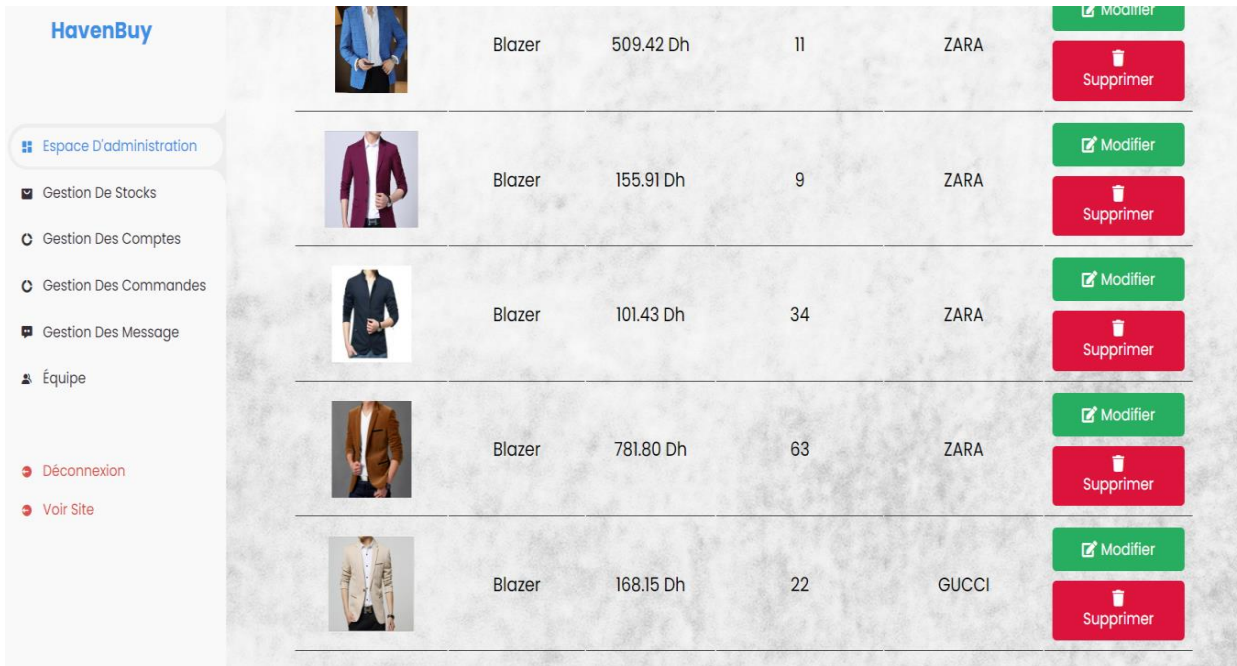 HavenBuy
Espace D'administration
Gestion De Stocks
Gestion Des Comptes
Gestion Des Commandes
Gestion Des Message
Équipe
Déconnexion
Voir Site
Modifier
Blazer 509.42 Dh 11 ZARA
Supprimer
Modifier
Blazer 155.91 Dh 9 ZARA
Supprimer
Modifier
Blazer 101.43 Dh 34 ZARA
Supprimer
Modifier
Blazer 781.80 Dh 63 ZARA
Supprimer
Modifier
Blazer 168.15 Dh 22 GUCCI
Supprimer